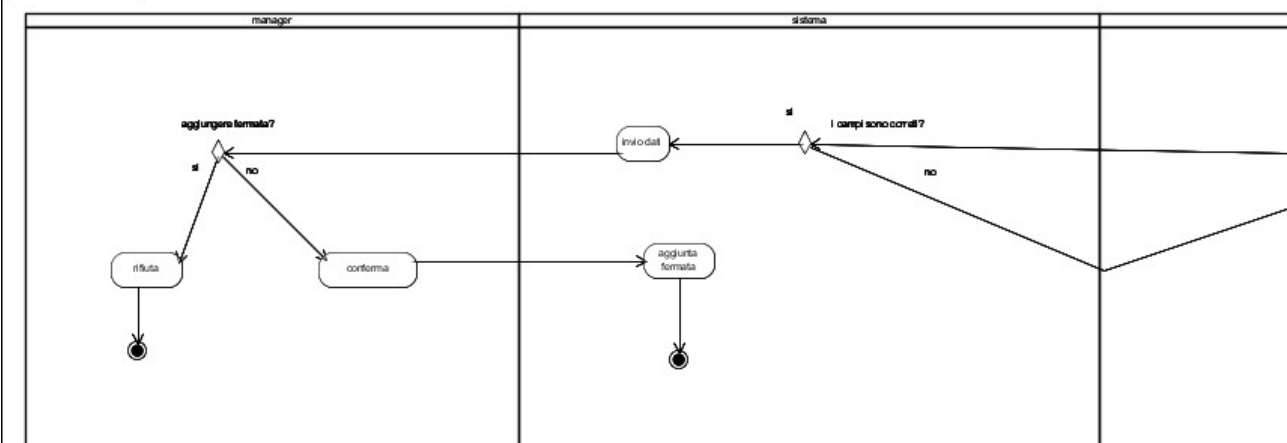 manager
sistema
si
aggiungere fermata?
i campi sono corretti?
invio dati
si
no
no
rifiuta
conferma
aggiunta
fermata